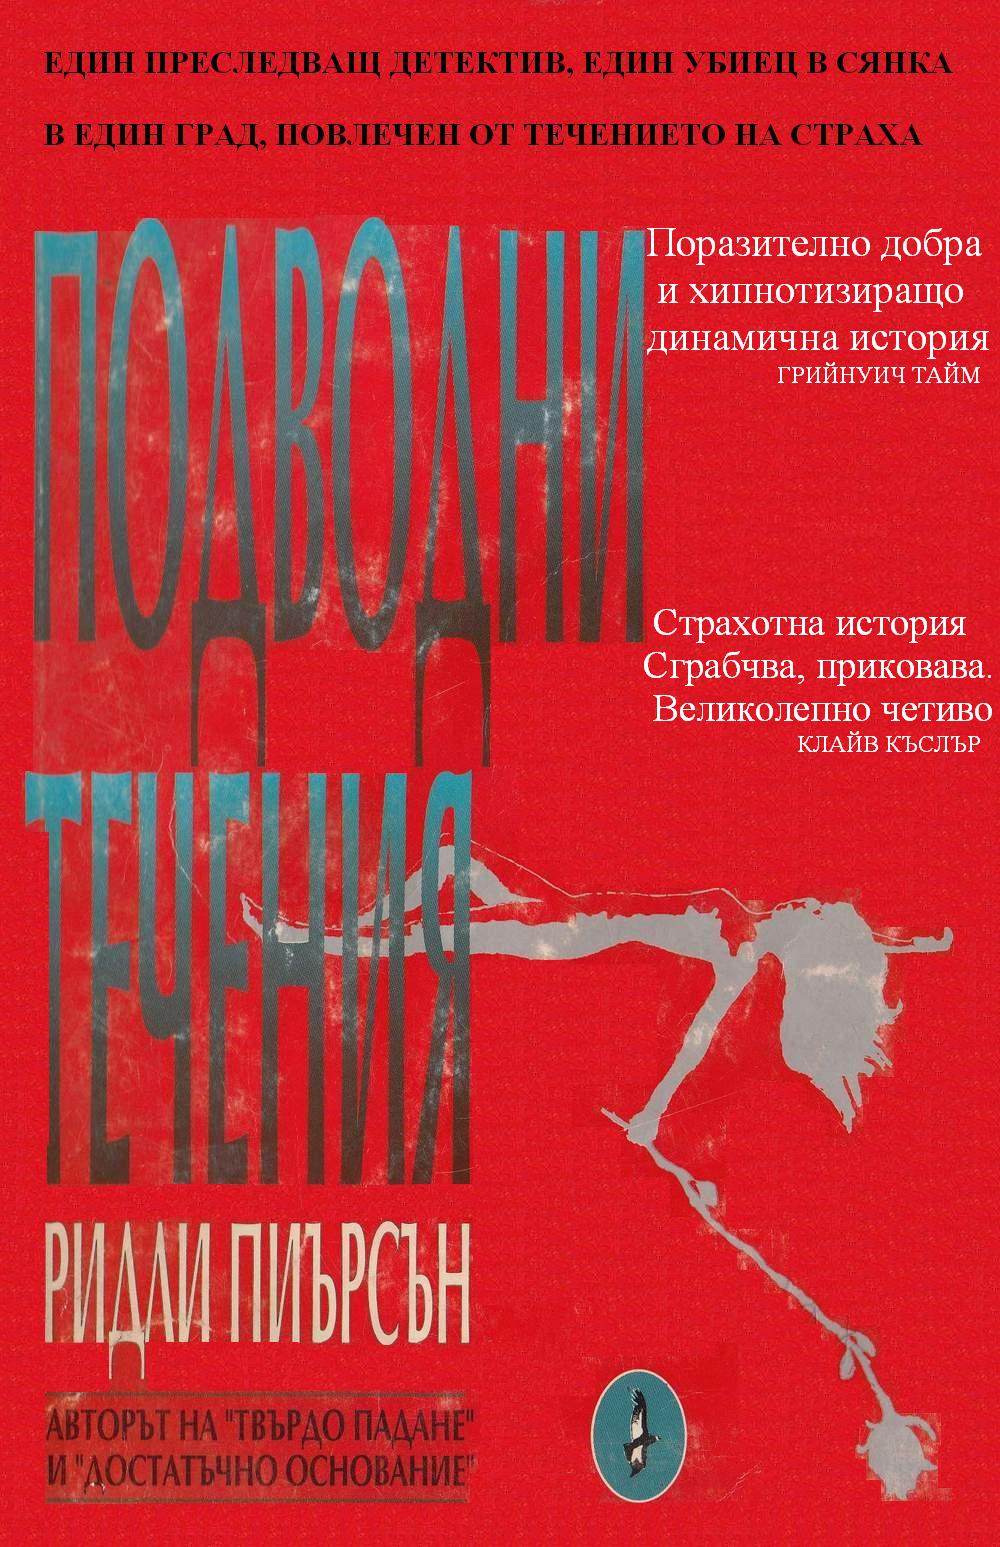 ЕДИН ПРЕСЛЕДВАЩ ДЕТЕКТИВ, ЕДИН УБИЕЦ В СЯНКА
В ЕДИН ГРАД, ПОВЛЕЧЕН ОТ ТЕЧЕНИЕТО НА СТРАХА
ПОДВОДНИ
Поразително добра
и хипнотизиращо
динамична история
ГРИЙНУИЧ ТАЙМ
Страхотна история
Сграбчва, приковава.
Великолепно четиво
КЛАЙВ КЪСЛЪР
ТЕЧЕНИЯ
РИДЛИ ПИЪРСЪН
АВТОРЪТ НА "ТВЪРДО ПАДАНЕ"
И "ДОСТАТЪЧНО ОСНОВАНИЕ"